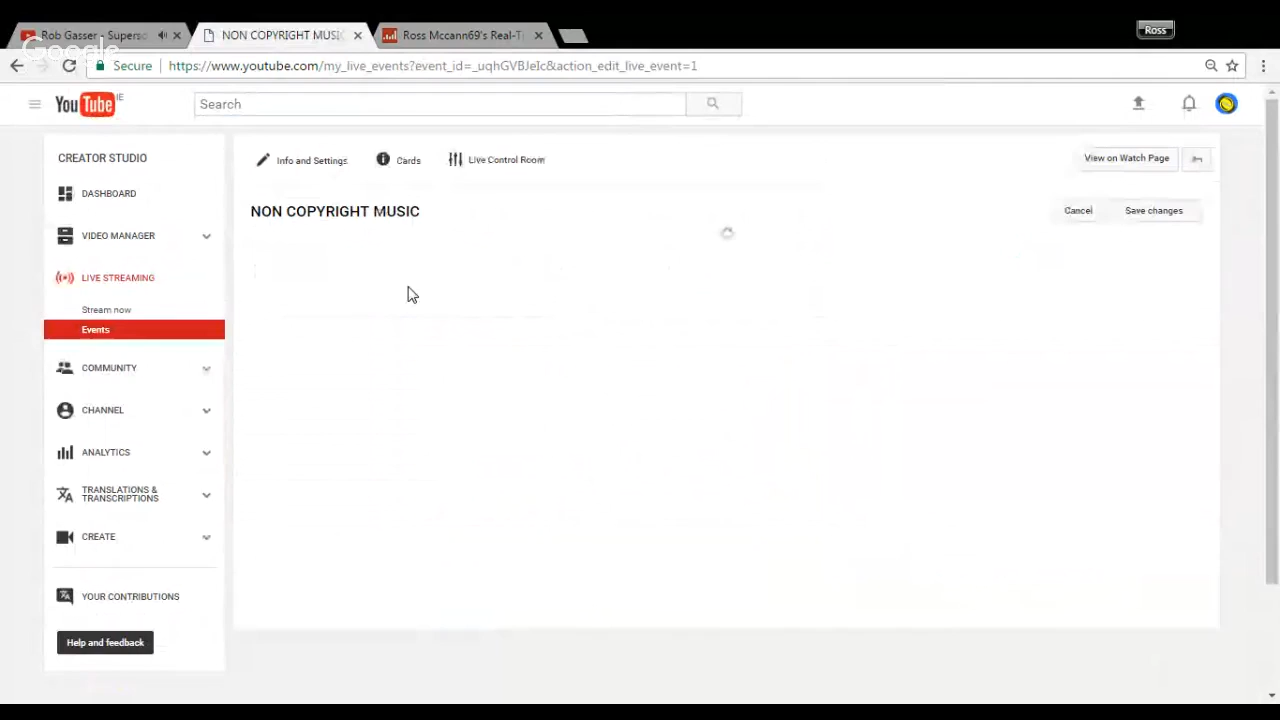 Ross
Rob Gasser - Superso
NON COPYRIGHT MUSI
Ross Mccann69's Real-Ti
Google
Secure
https://www.youtube.com/my_live_events?event_id=_uqhGVBJeIc&action_edit_live_event=1
YouTube IE
Search
CREATOR STUDIO
DASHBOARD
VIDEO MANAGER
LIVE STREAMING
Stream now
Events
COMMUNITY
CHANNEL
ANALYTICS
TRANSLATIONS &
TRANSCRIPTIONS
CREATE
YOUR CONTRIBUTIONS
Help and feedback
Info and Settings
Cards
Live Control Room
View on Watch Page
NON COPYRIGHT MUSIC
Cancel
Save changes